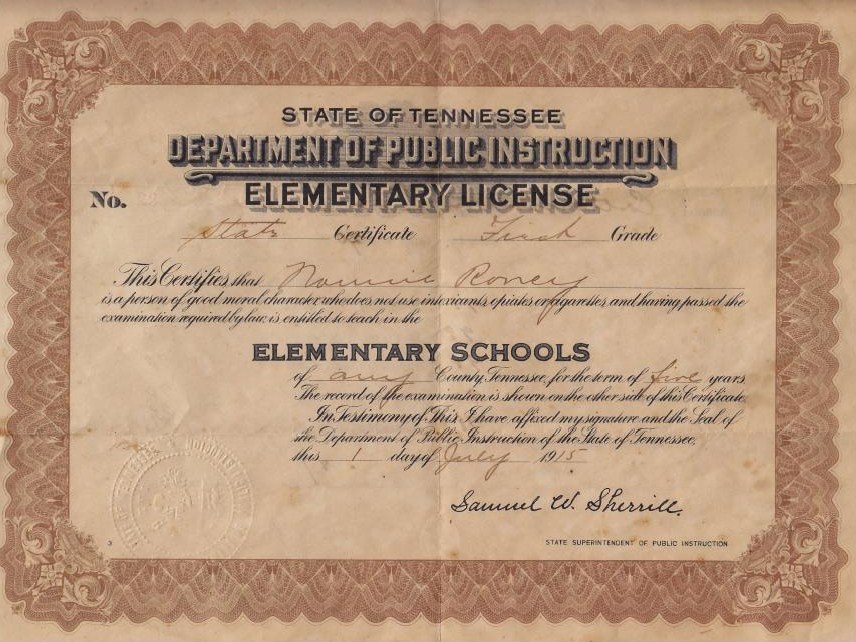 STATE OF TENNESSEE
DEPARTMENT OF PUBLIC INSTRUCTION
ELEMENTARY LICENSE
No.
State Certificate First Grade
This Certifies that Nannie Roney
is a person of good moral character who does not use intoxicants, opiates or cigarettes, and having passed the
examination required by law, is entitled to teach in the
ELEMENTARY SCHOOLS
of any County, Tennessee, for the term of five years.
The record of the examination is shown on the other side of this Certificate.
In Testimony of This I have affixed my signature and the Seal of
the Department of Public Instruction of the State of Tennessee,
this 1 day of July 1915
Samuel W. Sherrill.
STATE SUPERINTENDENT OF PUBLIC INSTRUCTION
3